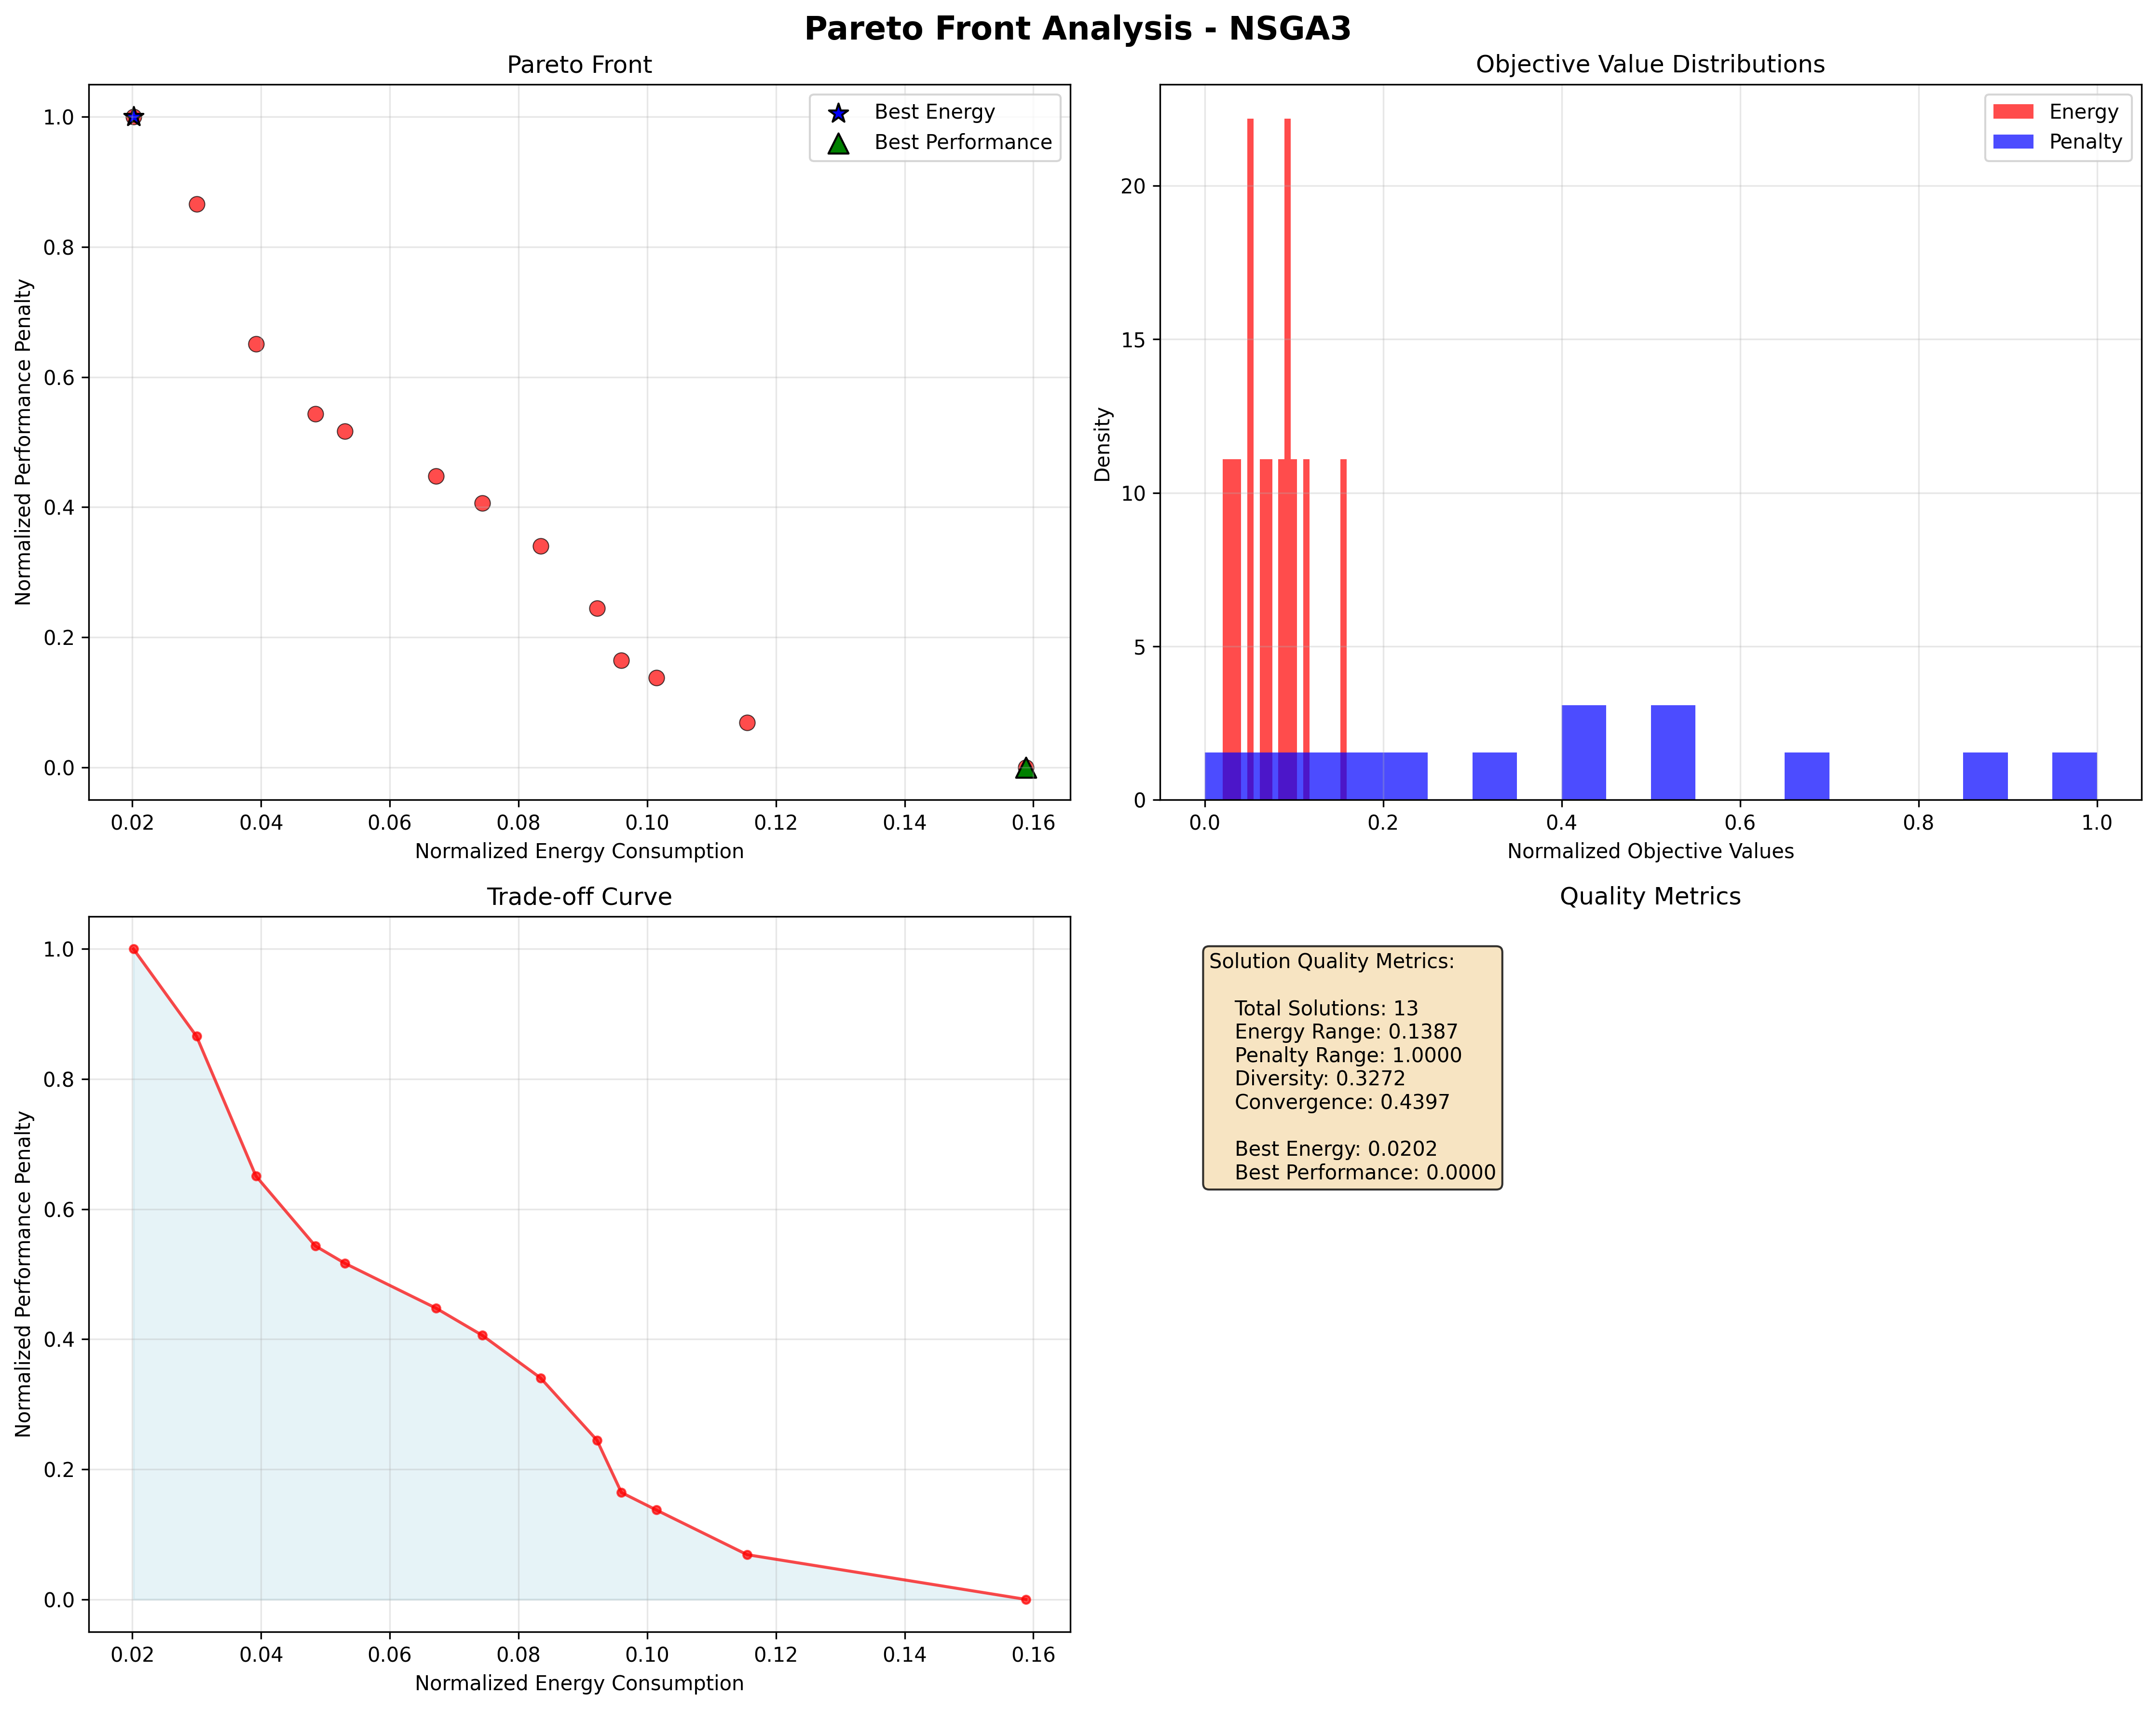 Pareto Front Analysis - NSGA3
Pareto Front
Best Energy
Best Performance
Normalized Performance Penalty
1.0
0.8
0.6
0.4
0.2
0.0
0.02 0.04 0.06 0.08 0.10 0.12 0.14 0.16
Normalized Energy Consumption
Objective Value Distributions
Energy
Penalty
Density
20
15
10
5
0
0.0 0.2 0.4 0.6 0.8 1.0
Normalized Objective Values
Trade-off Curve
Normalized Performance Penalty
1.0
0.8
0.6
0.4
0.2
0.0
0.02 0.04 0.06 0.08 0.10 0.12 0.14 0.16
Normalized Energy Consumption
Quality Metrics
Solution Quality Metrics:
Total Solutions: 13
Energy Range: 0.1387
Penalty Range: 1.0000
Diversity: 0.3272
Convergence: 0.4397
Best Energy: 0.0202
Best Performance: 0.0000